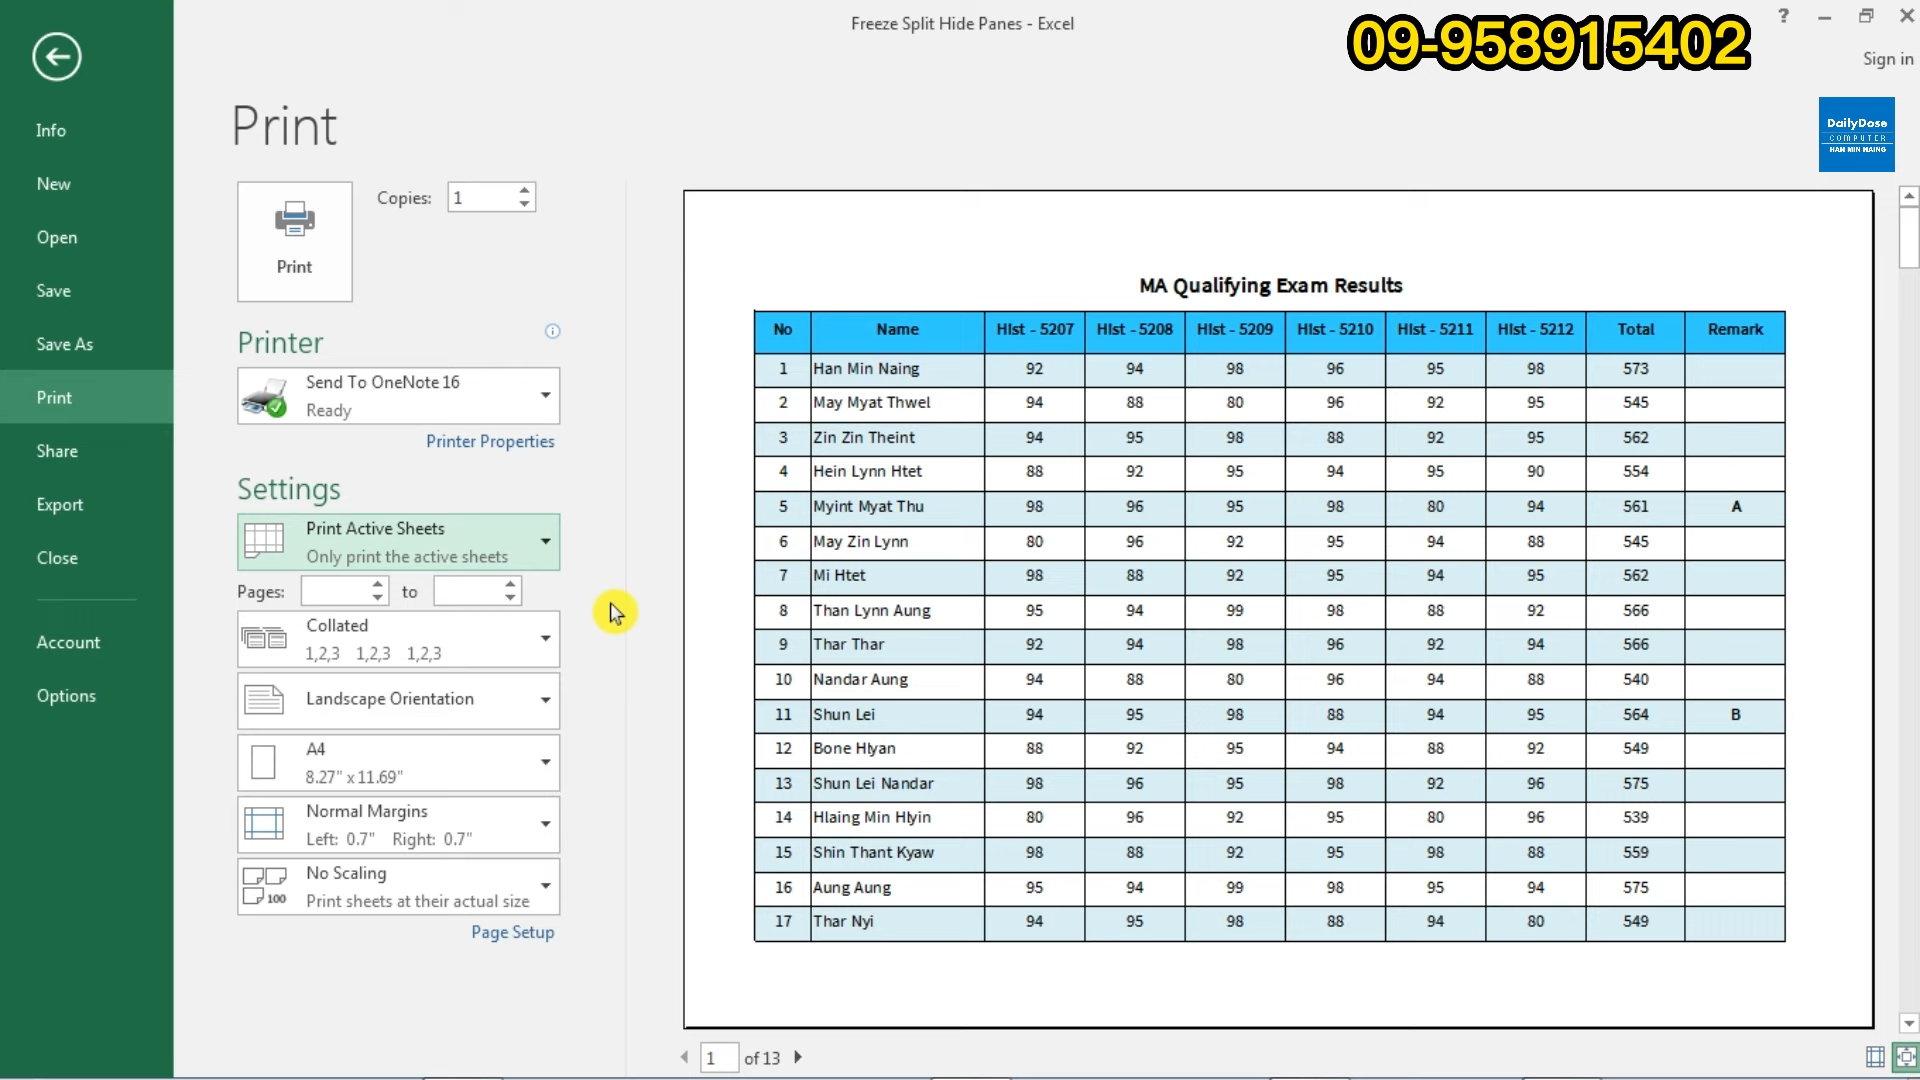 Freeze Split Hide Panes - Excel
09-958915402
?
Sign in
DailyDose
COMPUTER
HAN MIN NAING
Info
New
Open
Save
Save As
Print
Share
Export
Close
Account
Options
Print
Print
Copies: 1
Printer
Send To OneNote 16
Ready
Printer Properties
Settings
Print Active Sheets
Only print the active sheets
Pages: to
Collated
1,2,3 1,2,3 1,2,3
Landscape Orientation
A4
8.27" x 11.69"
Normal Margins
Left: 0.7" Right: 0.7"
No Scaling
100
Print sheets at their actual size
Page Setup
MA Qualifying Exam Results
No Name HIst - 5207 HIst - 5208 HIst - 5209 HIst - 5210 HIst - 5211 HIst - 5212 Total Remark
1 Han Min Naing 92 94 98 96 95 98 573
2 May Myat Thwel 94 88 80 96 92 95 545
3 Zin Zin Theint 94 95 98 88 92 95 562
4 Hein Lynn Htet 88 92 95 94 95 90 554
5 Myint Myat Thu 98 96 95 98 80 94 561 A
6 May Zin Lynn 80 96 92 95 94 88 545
7 Mi Htet 98 88 92 95 94 95 562
8 Than Lynn Aung 95 94 99 98 88 92 566
9 Thar Thar 92 94 98 96 92 94 566
10 Nandar Aung 94 88 80 96 94 88 540
11 Shun Lei 94 95 98 88 94 95 564 B
12 Bone Hlyan 88 92 95 94 88 92 549
13 Shun Lei Nandar 98 96 95 98 92 96 575
14 Hlaing Min Hlyin 80 96 92 95 80 96 539
15 Shin Thant Kyaw 98 88 92 95 98 88 559
16 Aung Aung 95 94 99 98 95 94 575
17 Thar Nyi 94 95 98 88 94 80 549
1 of 13